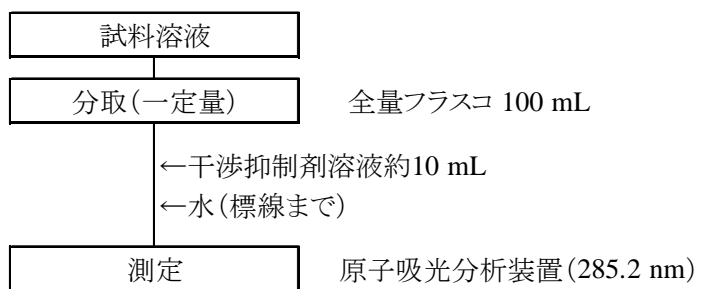 試料溶液
分取(一定量) 全量フラスコ 100 mL
←干渉抑制剤溶液約10 mL
←水(標線まで)
測定 原子吸光分析装置(285.2 nm)